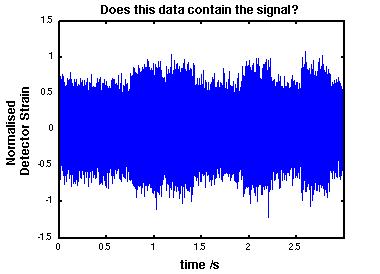 Does this data contain the signal?
1.5
1
0.5
0
-0.5
-1
-1.5
Normalised
Detector Strain
0 0.5 1 1.5 2 2.5
time /s